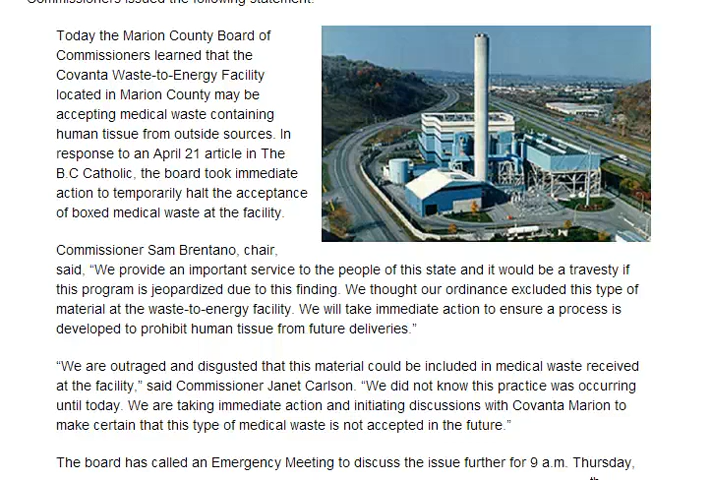 Commissioners issued the following statement:
Today the Marion County Board of
Commissioners learned that the
Covanta Waste-to-Energy Facility
located in Marion County may be
accepting medical waste containing
human tissue from outside sources. In
response to an April 21 article in The
B.C Catholic, the board took immediate
action to temporarily halt the acceptance
of boxed medical waste at the facility.
Commissioner Sam Brentano, chair,
said, “We provide an important service to the people of this state and it would be a travesty if
this program is jeopardized due to this finding. We thought our ordinance excluded this type of
material at the waste-to-energy facility. We will take immediate action to ensure a process is
developed to prohibit human tissue from future deliveries.”
“We are outraged and disgusted that this material could be included in medical waste received
at the facility,” said Commissioner Janet Carlson. “We did not know this practice was occurring
until today. We are taking immediate action and initiating discussions with Covanta Marion to
make certain that this type of medical waste is not accepted in the future.”
The board has called an Emergency Meeting to discuss the issue further for 9 a.m. Thursday,
th